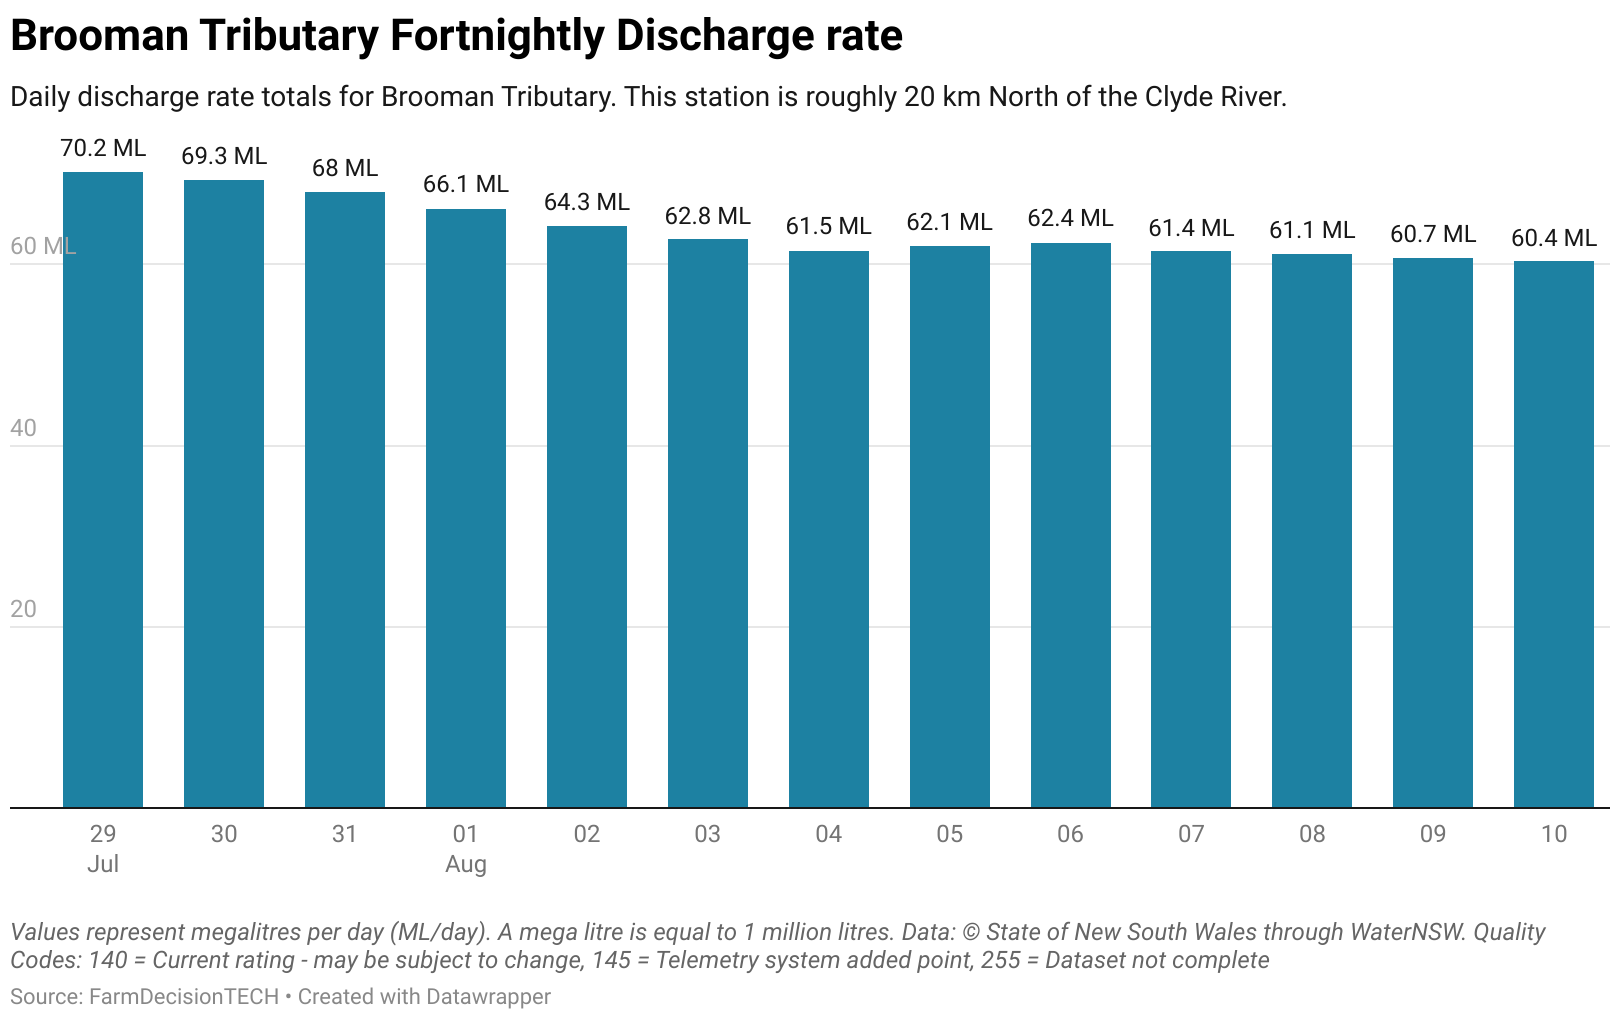 Brooman Tributary Fortnightly Discharge rate
Daily discharge rate totals for Brooman Tributary. This station is roughly 20 km North of the Clyde River.
70.2 ML
69.3 ML
68 ML
66.1 ML
64.3 ML
62.8 ML
61.5 ML
62.1 ML
62.4 ML
61.4 ML
61.1 ML
60.7 ML
60.4 ML
60 ML
40
20
29 30 31 01 02 03 04 05 06 07 08 09 10
Jul Aug
Values represent megalitres per day (ML/day). A mega litre is equal to 1 million litres. Data: © State of New South Wales through WaterNSW. Quality
Codes: 140 = Current rating - may be subject to change, 145 = Telemetry system added point, 255 = Dataset not complete
Source: FarmDecisionTECH • Created with Datawrapper